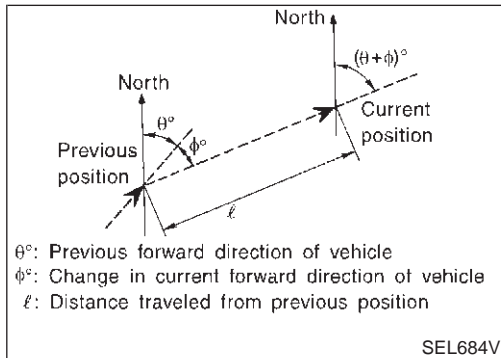 North
(θ+ϕ)°
North
θ°
ϕ°
Current
position
Previous
position
ℓ
θ°: Previous forward direction of vehicle
ϕ°: Change in current forward direction of vehicle
ℓ: Distance traveled from previous position
SEL684V